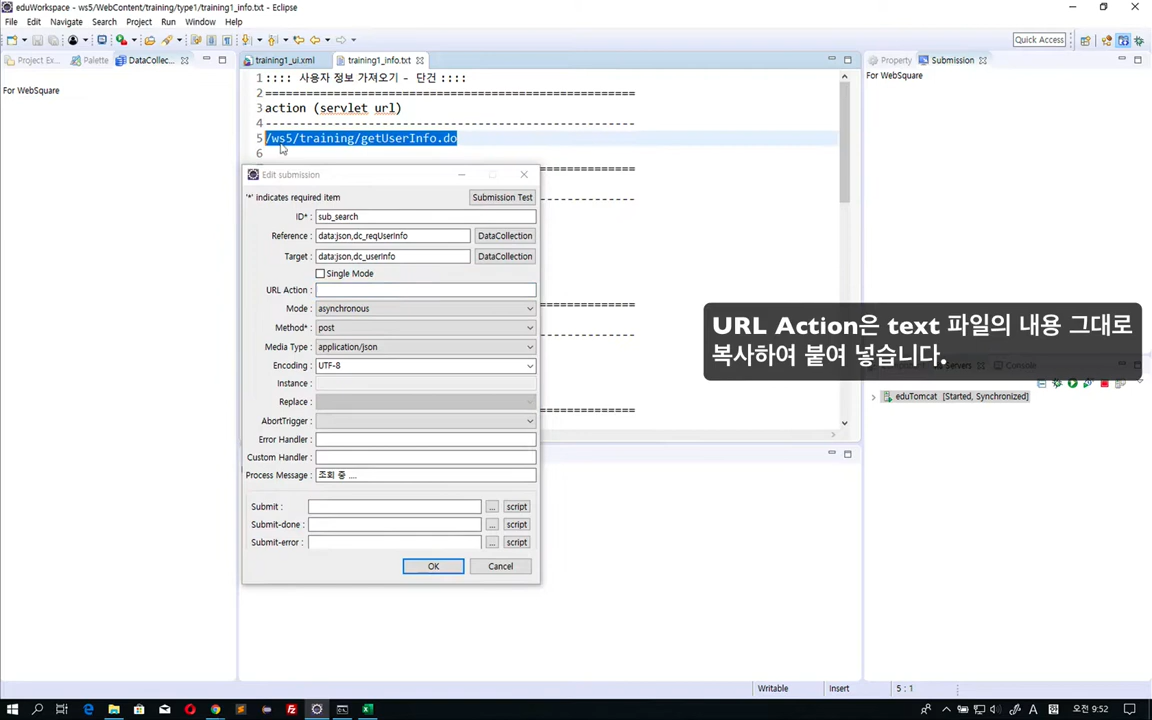 eduWorkspace - ws5/WebContent/training/type1/training1_info.txt - Eclipse
File Edit Navigate Search Project Run Window Help
Quick Access
Project Ex... Palette DataCollec...
For WebSquare
training1_ui.xml training1_info.txt
1 :::: 사용자 정보 가져오기 - 단건 ::::
2 =====================================================
3 action (servlet url)
4 -----------------------------------------------------
5 /ws5/training/getUserInfo.do
6
Property Submission
For WebSquare
Edit submission
'*' indicates required item
Submission Test
ID* : sub_search
Reference : data:json,dc_reqUserInfo DataCollection
Target : data:json,dc_userInfo DataCollection
Single Mode
URL Action :
Mode : asynchronous
Method* : post
Media Type : application/json
Encoding : UTF-8
Instance :
Replace :
AbortTrigger :
Error Handler :
Custom Handler :
Process Message : 조회 중 ....
Submit : ... script
Submit-done : ... script
Submit-error : ... script
OK Cancel
URL Action은 text 파일의 내용 그대로
복사하여 붙여 넣습니다.
Servers Console
eduTomcat [Started, Synchronized]
Writable Insert 5 : 1
A 오전 9:52